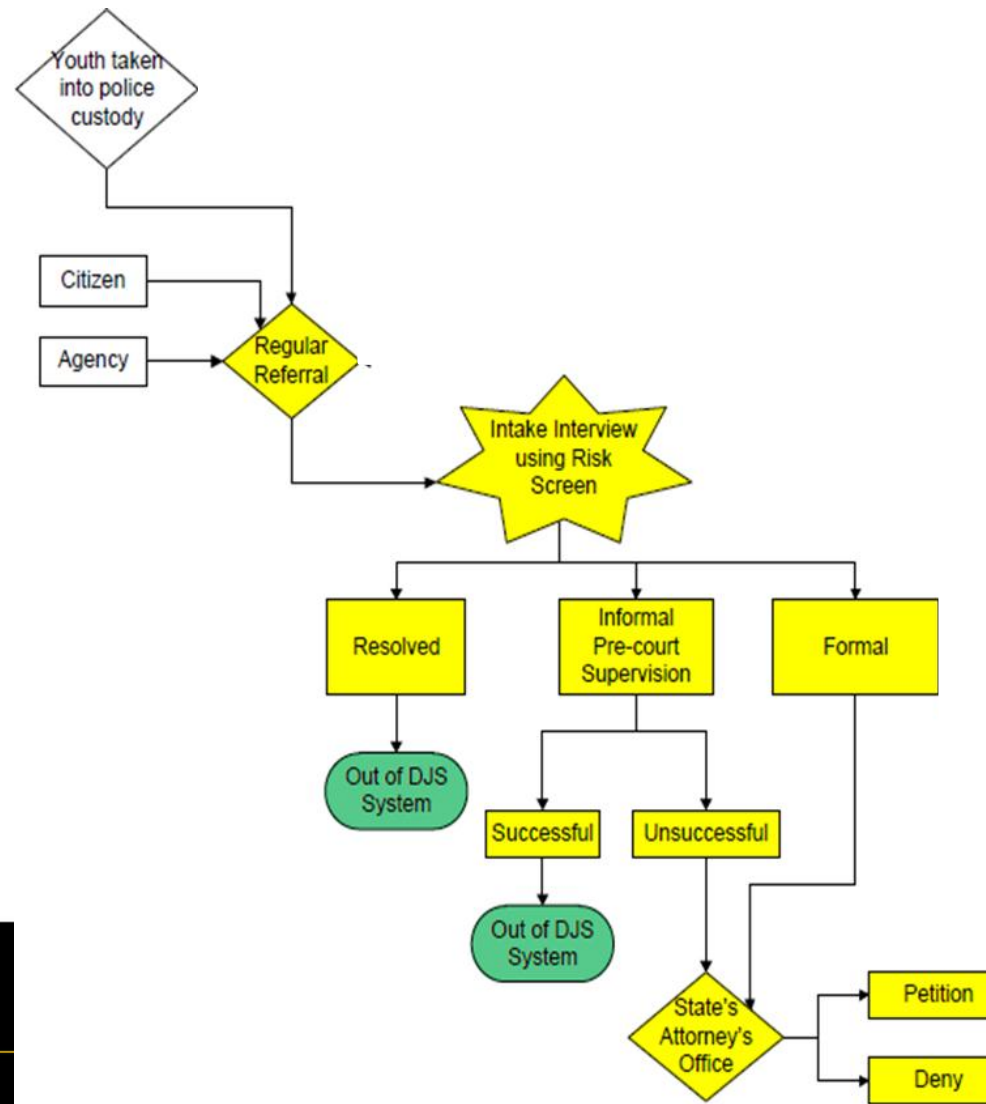 Youth taken
into police
custody
Citizen
Agency
Regular
Referral
Intake Interview
using Risk
Screen
Resolved
Informal
Pre-court
Supervision
Formal
Out of DJS
System
Successful
Unsuccessful
Out of DJS
System
State's
Attorney's
Office
Petition
Deny